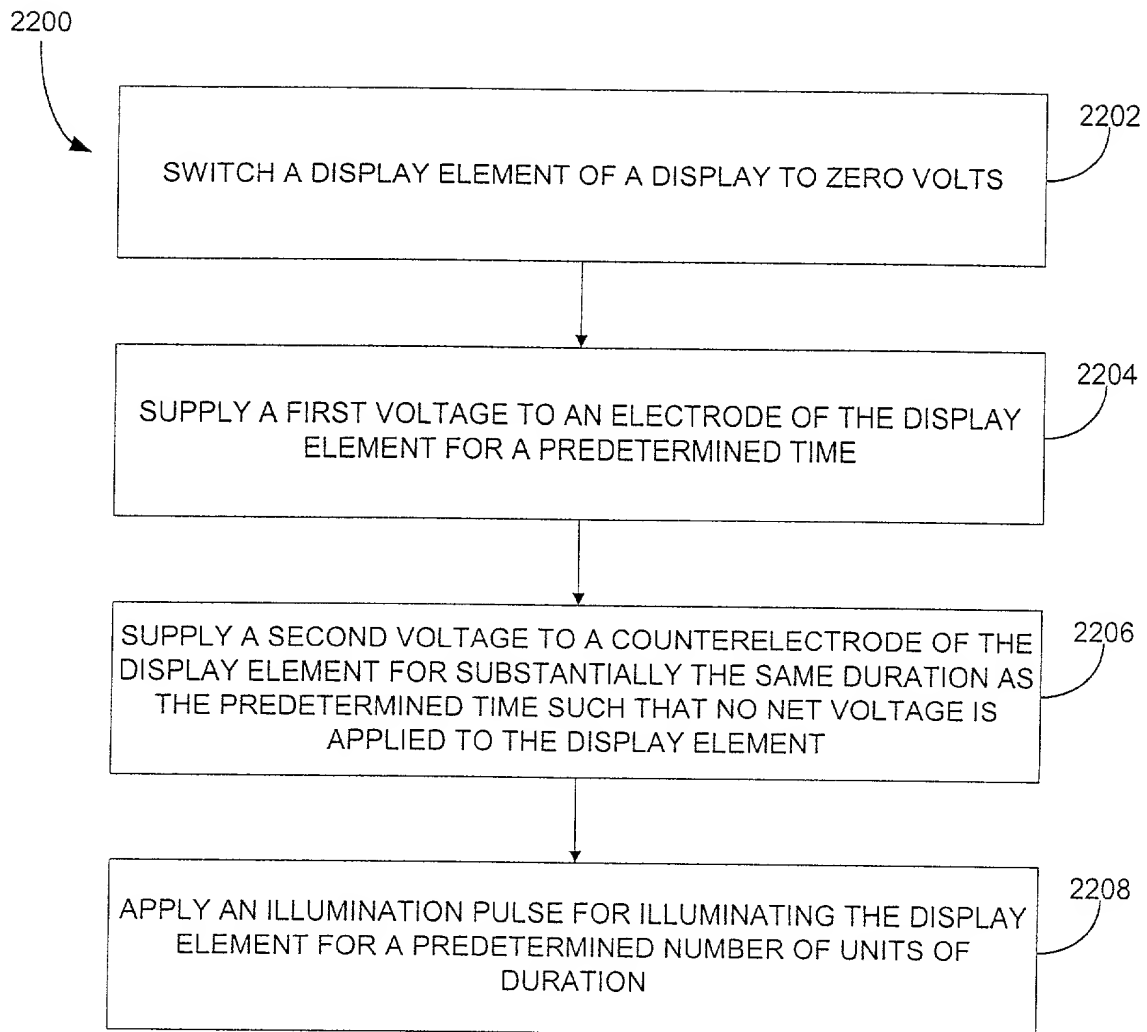 2200
2202
SWITCH A DISPLAY ELEMENT OF A DISPLAY TO ZERO VOLTS
2204
SUPPLY A FIRST VOLTAGE TO AN ELECTRODE OF THE DISPLAY
ELEMENT FOR A PREDETERMINED TIME
2206
SUPPLY A SECOND VOLTAGE TO A COUNTERELECTRODE OF THE
DISPLAY ELEMENT FOR SUBSTANTIALLY THE SAME DURATION AS
THE PREDETERMINED TIME SUCH THAT NO NET VOLTAGE IS
APPLIED TO THE DISPLAY ELEMENT
2208
APPLY AN ILLUMINATION PULSE FOR ILLUMINATING THE DISPLAY
ELEMENT FOR A PREDETERMINED NUMBER OF UNITS OF
DURATION